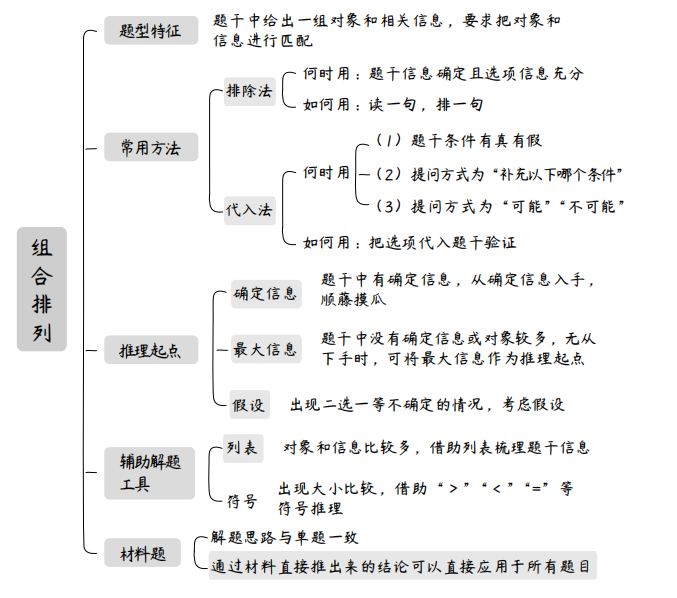 组合排列
题型特征
题干中给出一组对象和相关信息，要求把对象和
信息进行匹配
常用方法
排除法
何时用：题干信息确定且选项信息充分
如何用：读一句，排一句
代入法
何时用
（1）题干条件有真有假
（2）提问方式为“补充以下哪个条件”
（3）提问方式为“可能”“不可能”
如何用：把选项代入题干验证
推理起点
确定信息
题干中有确定信息，从确定信息入手，
顺藤摸瓜
最大信息
题干中没有确定信息或对象较多，无从
下手时，可将最大信息作为推理起点
假设
出现二选一等不确定的情况，考虑假设
辅助解题
工具
列表
对象和信息比较多，借助列表梳理题干信息
符号
出现大小比较，借助“＞”“＜”“=”等
符号推理
材料题
解题思路与单题一致
通过材料直接推出来的结论可以直接应用于所有题目